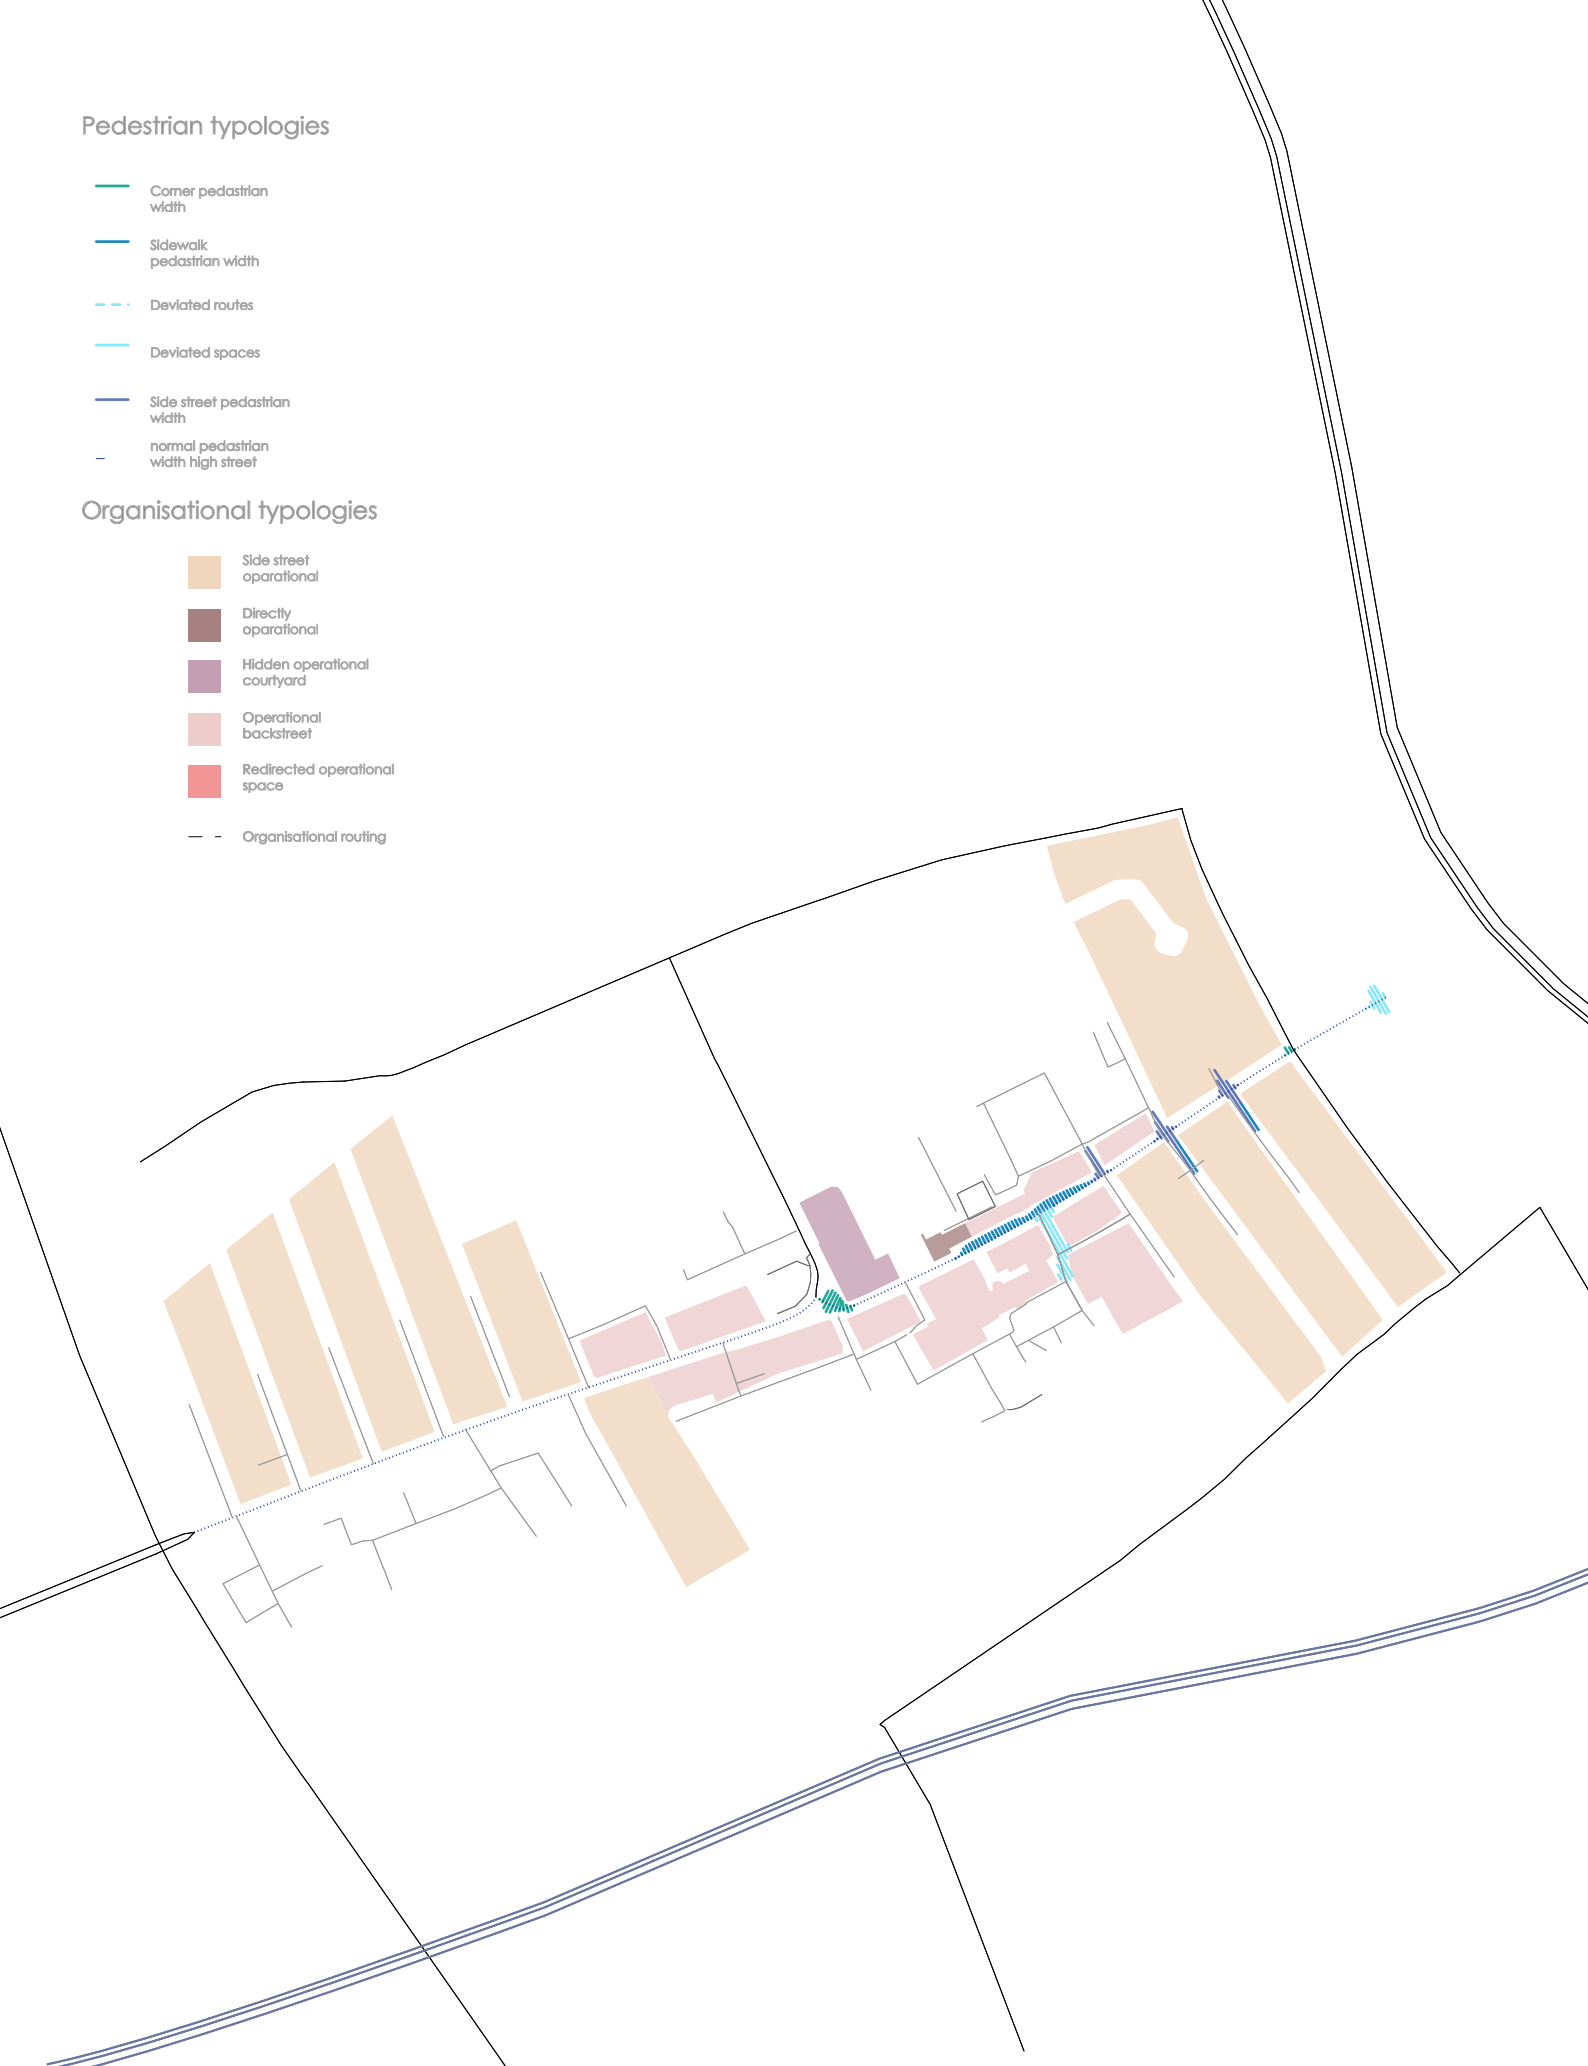 Pedestrian typologies
Corner pedastrian
width
Sidewalk
pedastrian width
Deviated routes
Deviated spaces
Side street pedastrian
width
normal pedastrian
width high street
Organisational typologies
Side street
oparational
Directly
oparational
Hidden operational
courtyard
Operational
backstreet
Redirected operational
space
Organisational routing